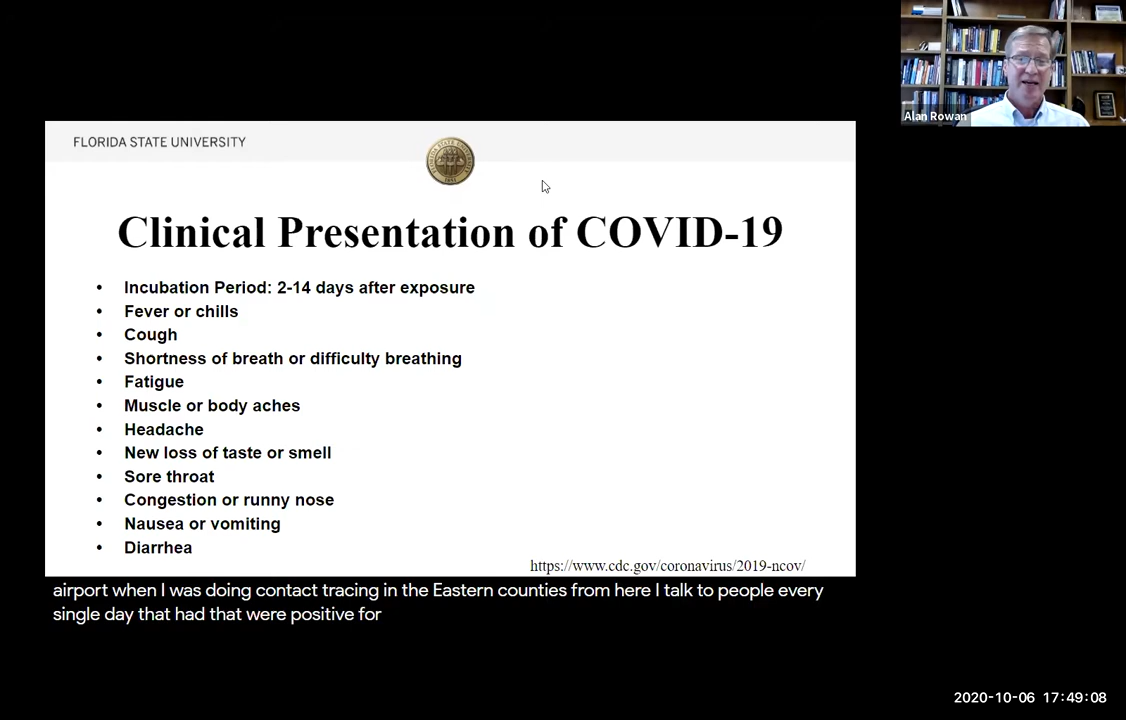 Alan Rowan
FLORIDA STATE UNIVERSITY
Clinical Presentation of COVID-19
• Incubation Period: 2-14 days after exposure
• Fever or chills
• Cough
• Shortness of breath or difficulty breathing
• Fatigue
• Muscle or body aches
• Headache
• New loss of taste or smell
• Sore throat
• Congestion or runny nose
• Nausea or vomiting
• Diarrhea
https://www.cdc.gov/coronavirus/2019-ncov/
airport when I was doing contact tracing in the Eastern counties from here I talk to people every
single day that had that were positive for
2020-10-06 17:49:08